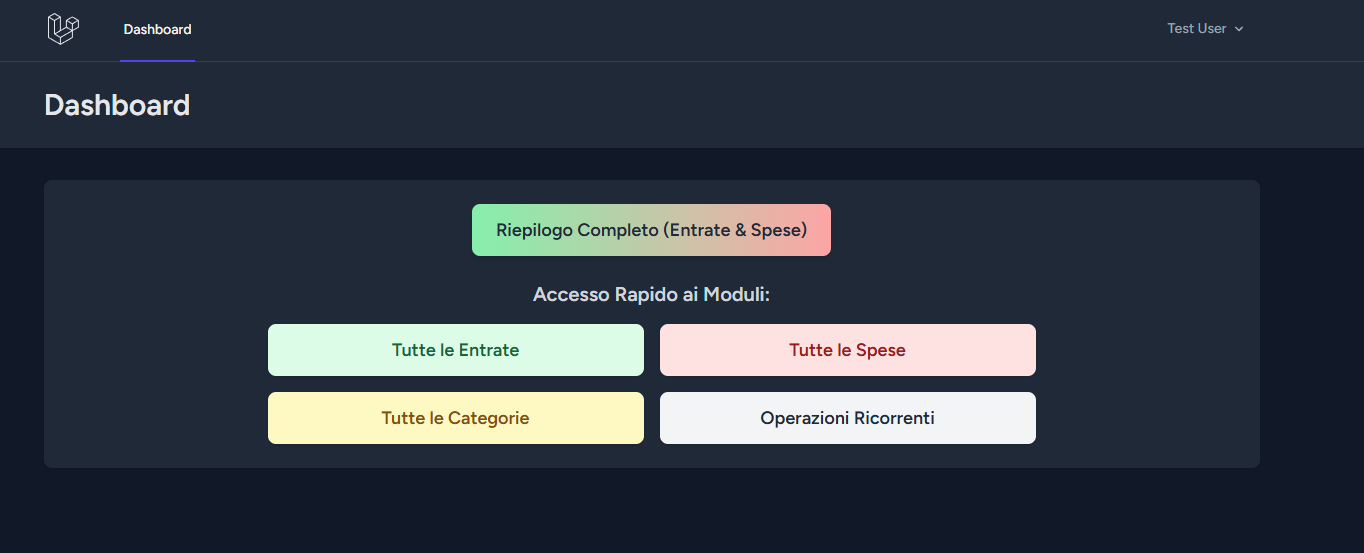 Dashboard
Test User
Dashboard
Riepilogo Completo (Entrate & Spese)
Accesso Rapido ai Moduli:
Tutte le Entrate
Tutte le Spese
Tutte le Categorie
Operazioni Ricorrenti